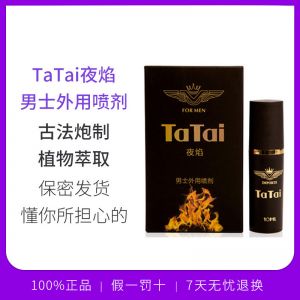 TaTai夜焰
男士外用喷剂
古法炮制
植物萃取
保密发货
懂你所担心的
FOR MEN
TaTai
夜焰
男士外用喷剂
IMPORTS
TaTai
10ML
100%正品 | 假一罚十 | 7天无忧退换